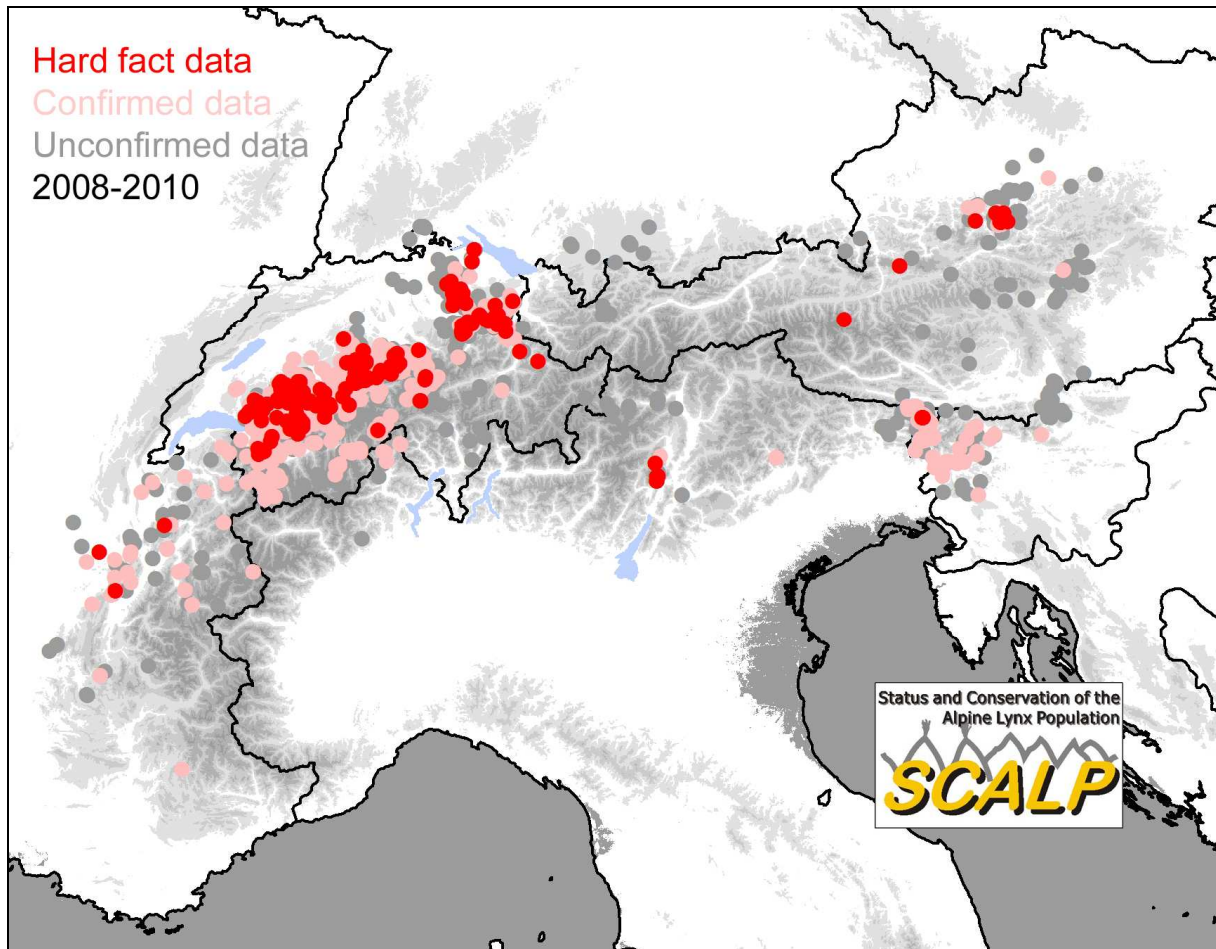 Hard fact data
Confirmed data
Unconfirmed data
2008-2010
Status and Conservation of the
Alpine Lynx Population
SCALP